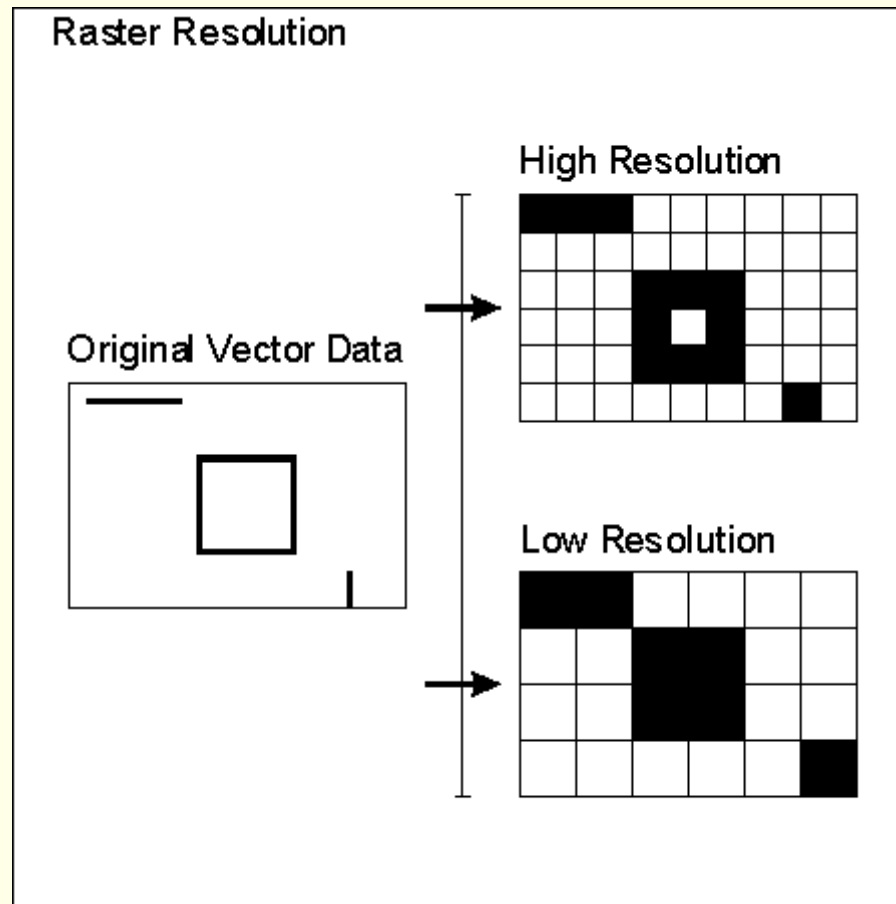 Raster Resolution
High Resolution
Original Vector Data
Low Resolution